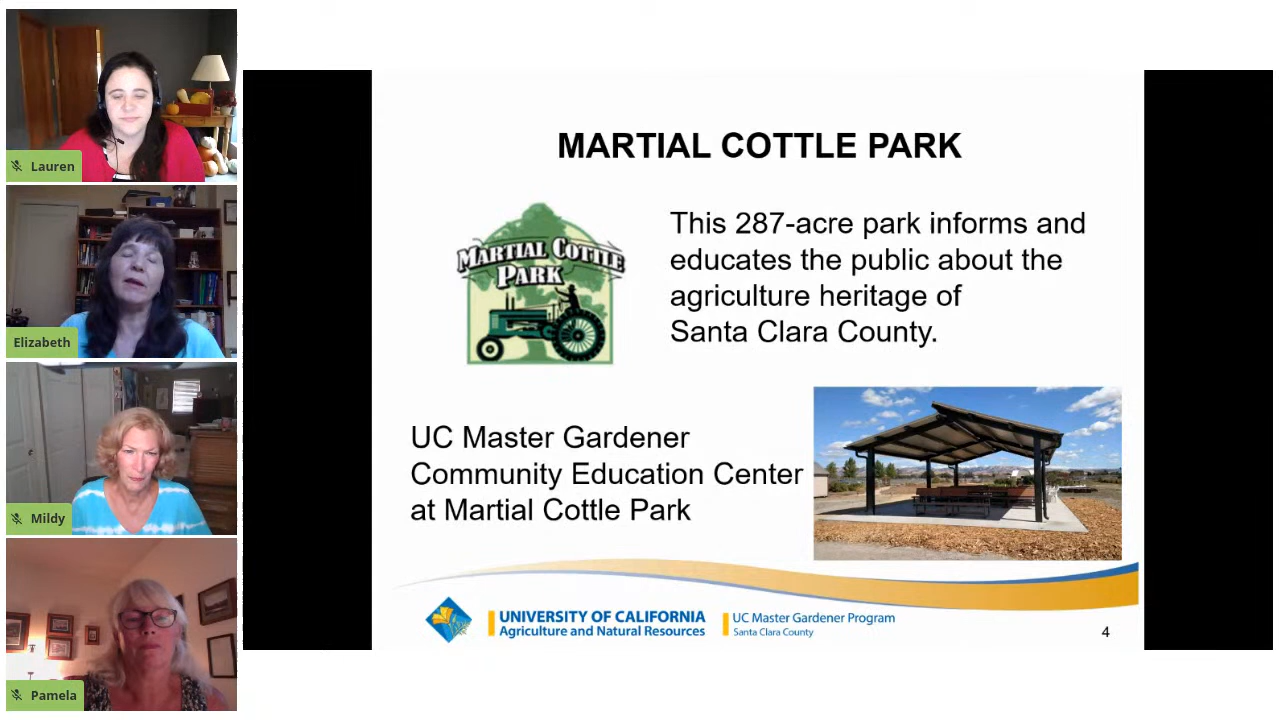 Lauren
Elizabeth
Mildy
Pamela
MARTIAL COTTLE PARK
MARTIAL COTTLE
PARK
This 287-acre park informs and
educates the public about the
agriculture heritage of
Santa Clara County.
UC Master Gardener
Community Education Center
at Martial Cottle Park
UNIVERSITY OF CALIFORNIA
Agriculture and Natural Resources
UC Master Gardener Program
Santa Clara County
4